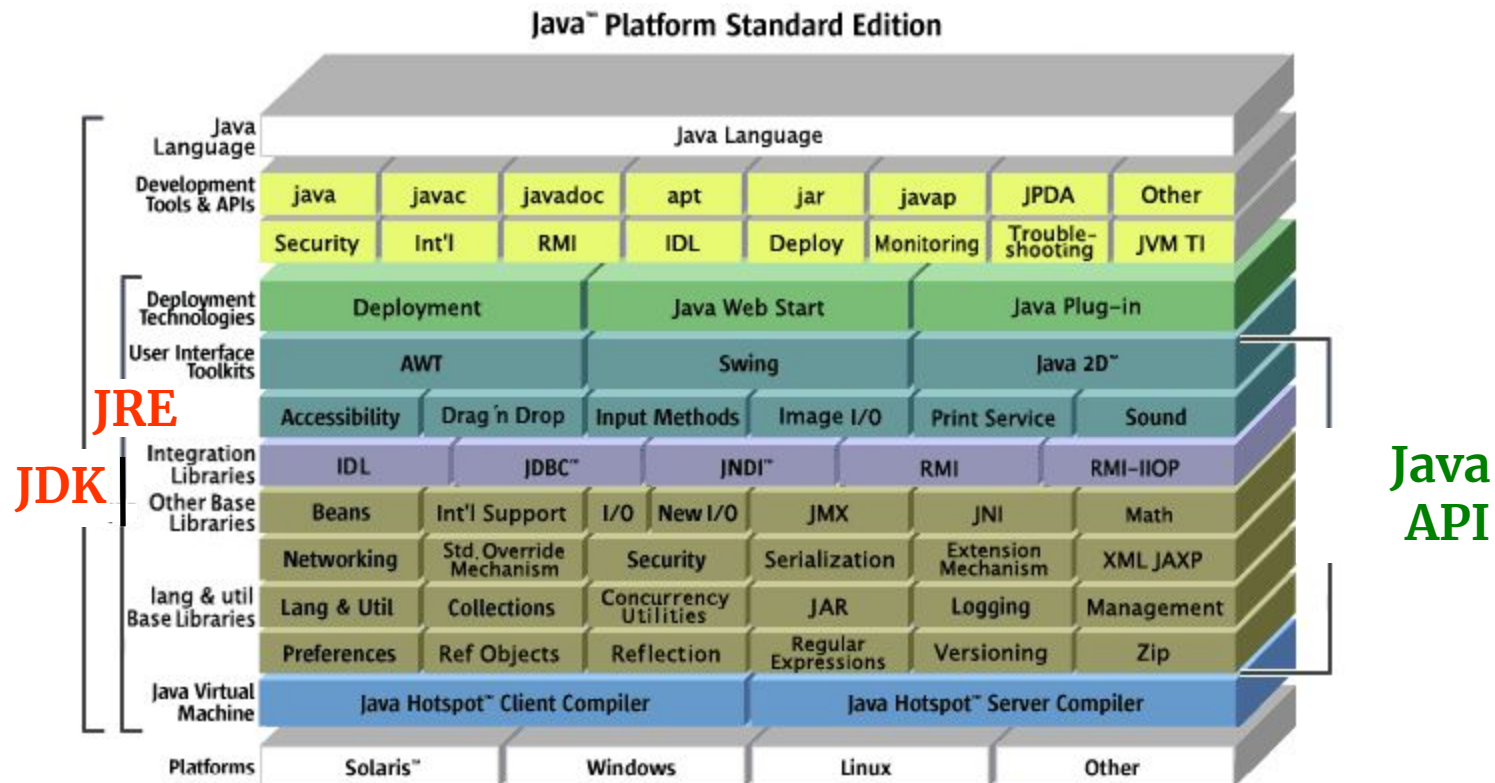 Java™ Platform Standard Edition
Java
Language
Java Language
Development
Tools & APIs
java javac javadoc apt jar javap JPDA Other
Security Int'l RMI IDL Deploy Monitoring Trouble-
shooting JVM TI
Deployment
Technologies
Deployment Java Web Start Java Plug-in
User Interface
Toolkits
AWT Swing Java 2D™
Accessibility Drag 'n Drop Input Methods Image I/O Print Service Sound
JRE
Integration
Libraries
IDL JDBC™ JNDI™ RMI RMI-IIOP
JDK
Java
API
Other Base
Libraries
Beans Int'l Support I/O New I/O JMX JNI Math
Networking Std. Override
Mechanism Security Serialization Extension
Mechanism XML JAXP
lang & util
Base Libraries
Lang & Util Collections Concurrency
Utilities JAR Logging Management
Preferences Ref Objects Reflection Regular
Expressions Versioning Zip
Java Virtual
Machine
Java Hotspot™ Client Compiler Java Hotspot™ Server Compiler
Platforms Solaris™ Windows Linux Other